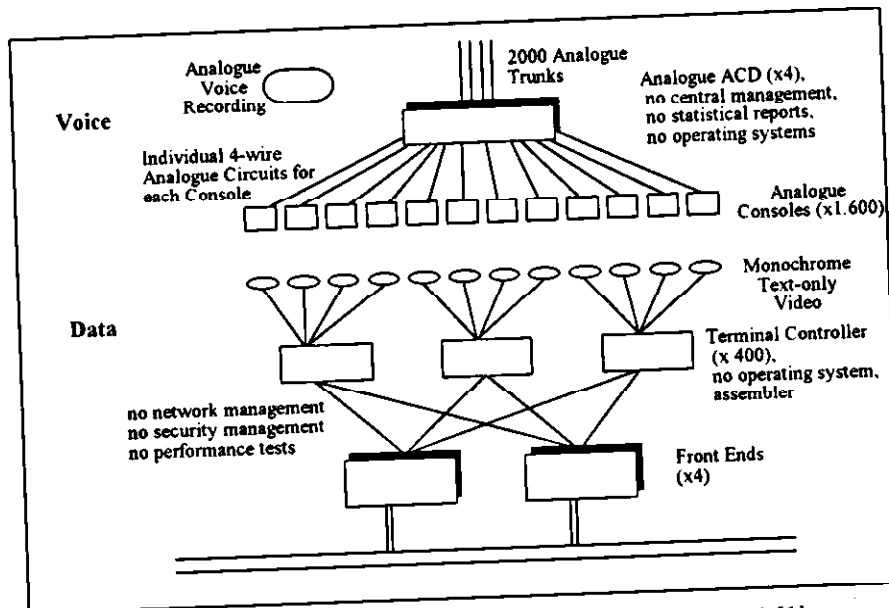 Analogue
Voice
Recording
2000 Analogue
Trunks
Analogue ACD (x4),
no central management,
no statistical reports,
no operating systems
Voice
Individual 4-wire
Analogue Circuits for
each Console
Analogue
Consoles (x1.600)
Monochrome
Text-only
Video
Data
Terminal Controller
(x 400),
no operating system,
assembler
no network management
no security management
no performance tests
Front Ends
(x4)